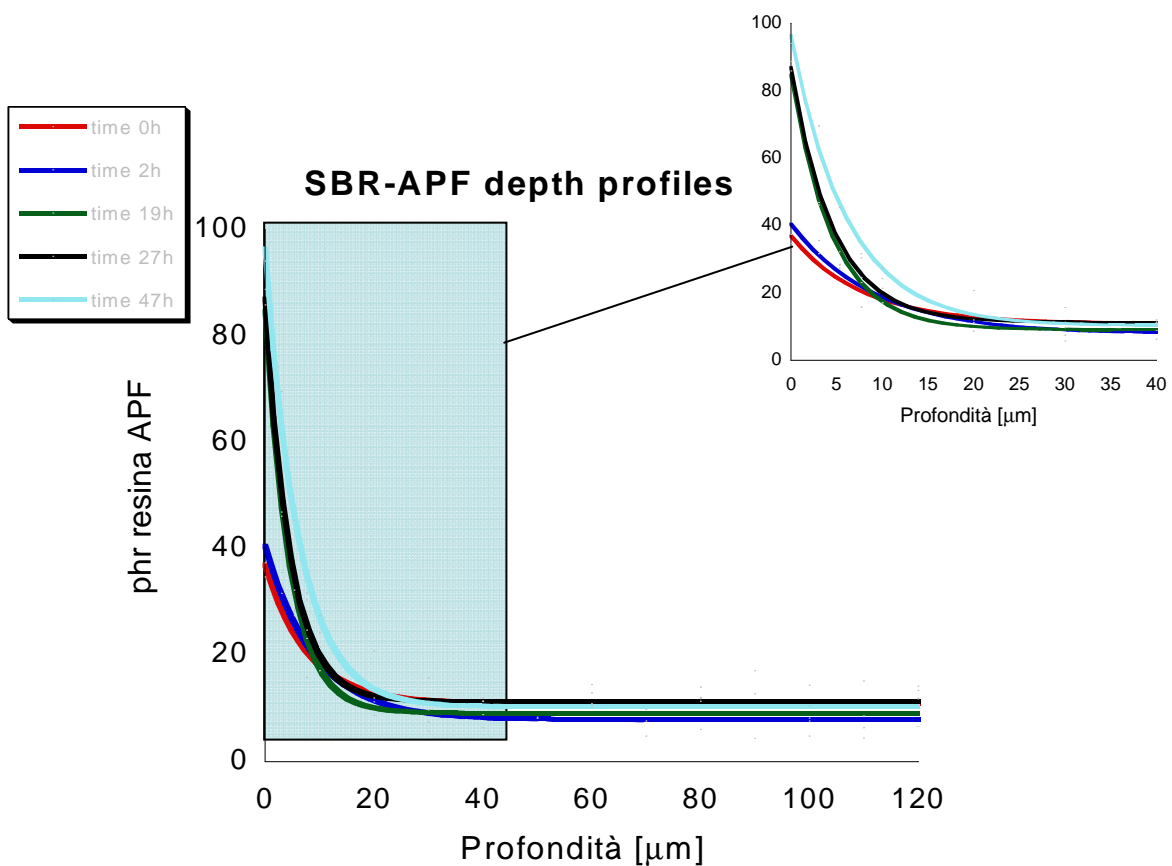 time 0h
time 2h
time 19h
time 27h
time 47h
SBR-APF depth profiles
phr resina APF
100
80
60
40
20
0
0 20 40 60 80 100 120
Profondità [μm]
100
80
60
40
20
0
0 5 10 15 20 25 30 35 40
Profondità [μm]